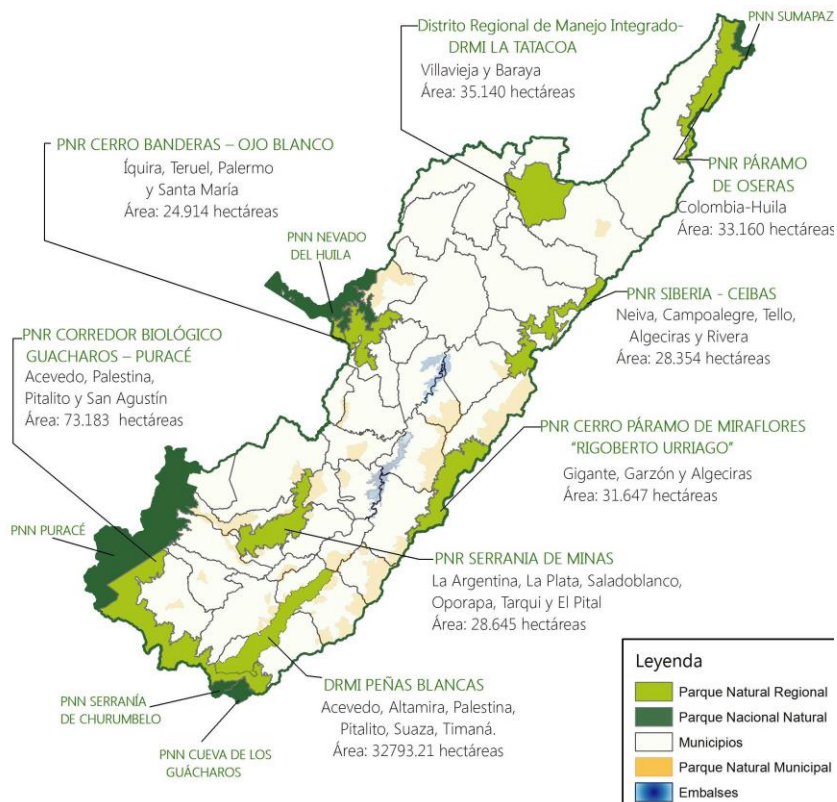 PNN SUMAPAZ
Distrito Regional de Manejo Integrado-
DRMI LA TATACOA
Villavieja y Baraya
Área: 35.140 hectáreas
PNR CERRO BANDERAS – OJO BLANCO
Íquira, Teruel, Palermo
y Santa María
Área: 24.914 hectáreas
PNR PÁRAMO
DE OSERAS
Colombia-Huila
Área: 33.160 hectáreas
PNN NEVADO
DEL HUILA
PNR SIBERIA - CEIBAS
Neiva, Campoalegre, Tello,
Algeciras y Rivera
Área: 28.354 hectáreas
PNR CORREDOR BIOLÓGICO
GUACHAROS – PURACÉ
Acevedo, Palestina,
Pitalito y San Agustín
Área: 73.183 hectáreas
PNR CERRO PÁRAMO DE MIRAFLORES
"RIGOBERTO URRIAGO"
Gigante, Garzón y Algeciras
Área: 31.647 hectáreas
PNN PURACÉ
PNR SERRANIA DE MINAS
La Argentina, La Plata, Saladoblanco,
Oporapa, Tarqui y El Pital
Área: 28.645 hectáreas
PNN SERRANÍA
DE CHURUMBELO
PNN CUEVA DE LOS
GUÁCHAROS
DRMI PEÑAS BLANCAS
Acevedo, Altamira, Palestina,
Pitalito, Suaza, Timaná.
Área: 32793.21 hectáreas
Leyenda
Parque Natural Regional
Parque Nacional Natural
Municipios
Parque Natural Municipal
Embalses